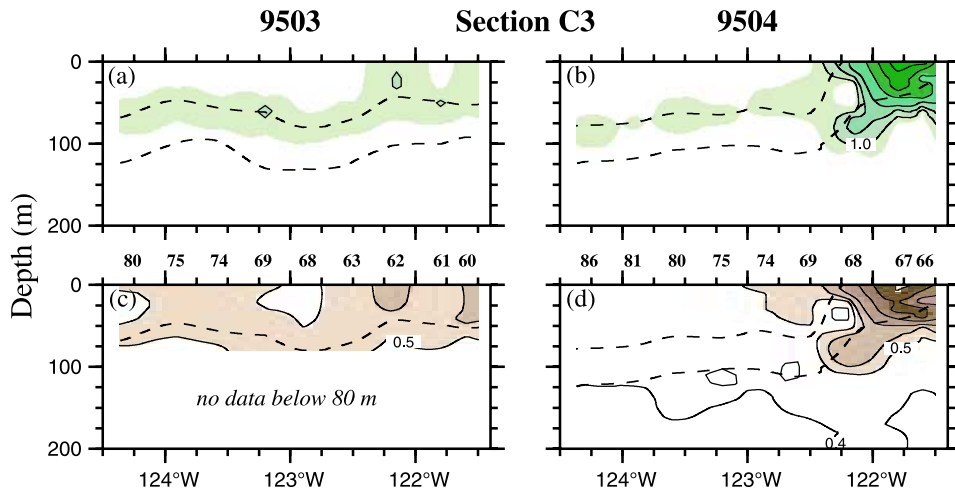 9503 Section C3 9504
(a) (b)
0
100
200
1.0
Depth (m)
80 75 74 69 68 63 62 61 60
86 81 80 75 74 69 68 67 66
(c) (d)
0
100
200
0.5
0.5
no data below 80 m
0.4
124°W 123°W 122°W
124°W 123°W 122°W